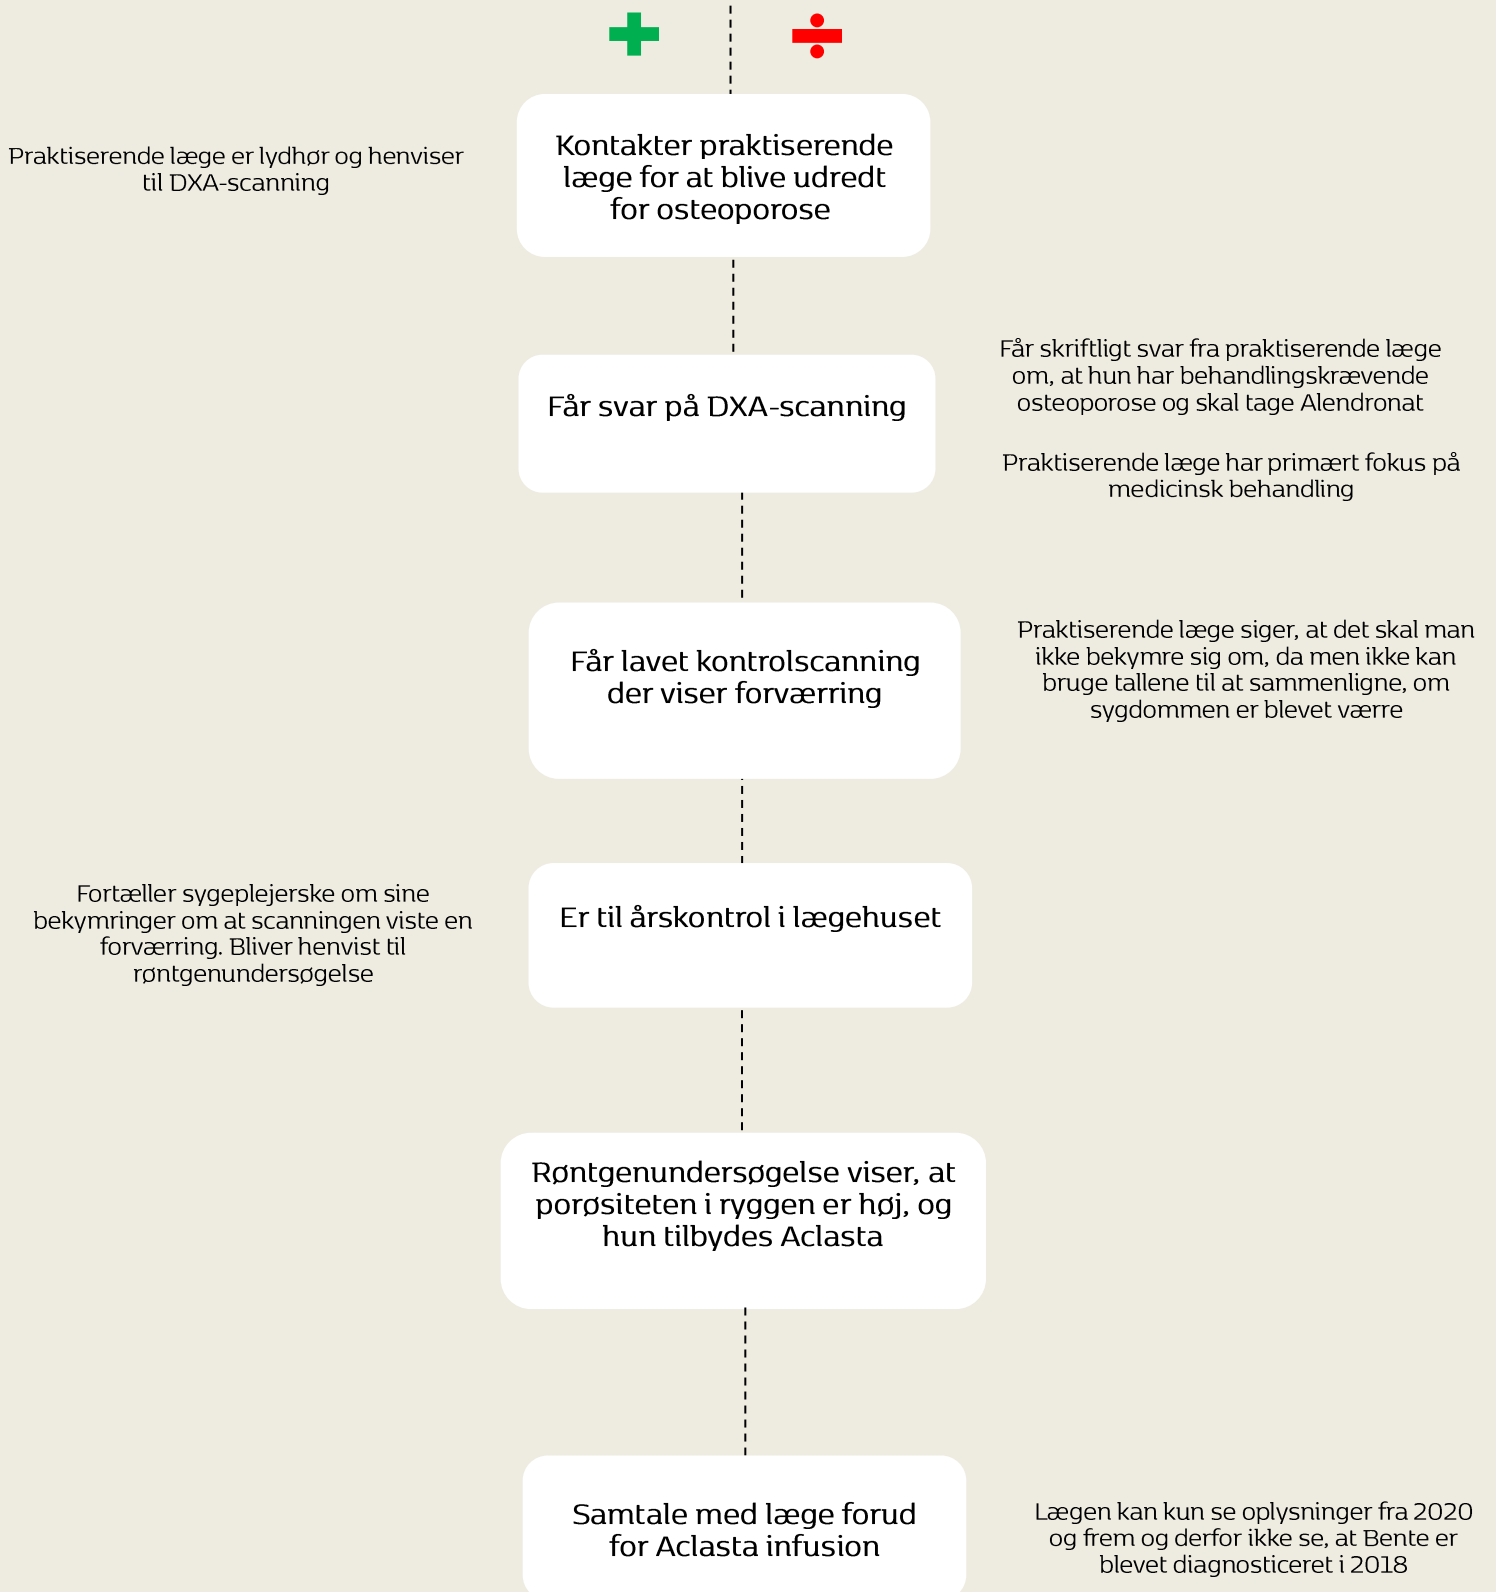 Kontakter praktiserende
læge for at blive udredt
for osteoporose
Praktiserende læge er lydhør og henviser
til DXA-scanning
Får svar på DXA-scanning
Får skriftligt svar fra praktiserende læge
om, at hun har behandlingskrævende
osteoporose og skal tage Alendronat
Praktiserende læge har primært fokus på
medicinsk behandling
Får lavet kontrolscanning
der viser forværring
Praktiserende læge siger, at det skal man
ikke bekymre sig om, da men ikke kan
bruge tallene til at sammenligne, om
sygdommen er blevet værre
Er til årskontrol i lægehuset
Fortæller sygeplejerske om sine
bekymringer om at scanningen viste en
forværring. Bliver henvist til
røntgenundersøgelse
Røntgenundersøgelse viser, at
porøsiteten i ryggen er høj, og
hun tilbydes Aclasta
Samtale med læge forud
for Aclasta infusion
Lægen kan kun se oplysninger fra 2020
og frem og derfor ikke se, at Bente er
blevet diagnosticeret i 2018